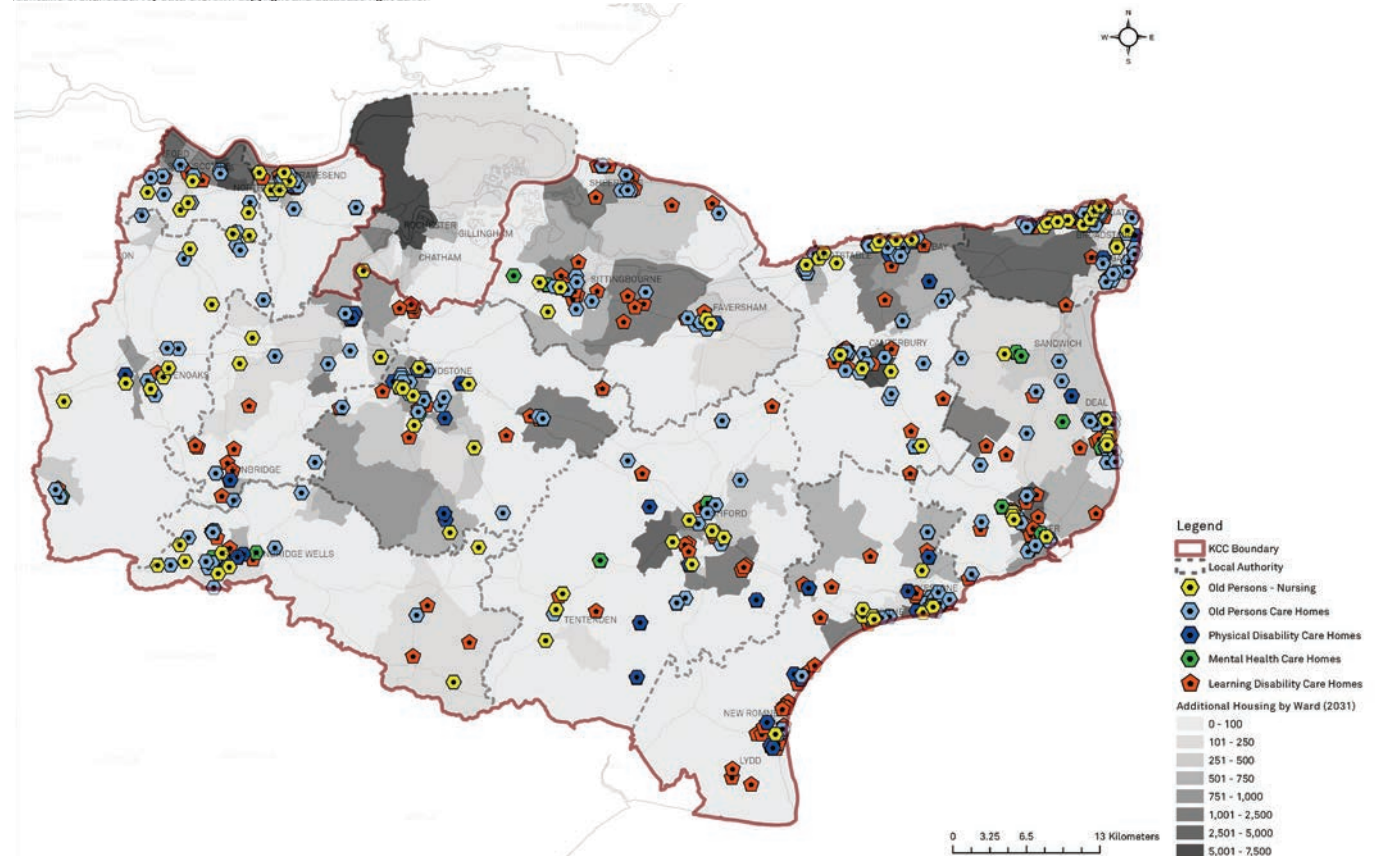 N
W E
S
GRAVESEND
ROCHESTER
GILLINGHAM
CHATHAM
SITTINGBOURNE
FAVERSHAM
CANTERBURY
SANDWICH
DEAL
TENTERDEN
LYDD
Legend
KCC Boundary
Local Authority
Old Persons - Nursing
Old Persons Care Homes
Physical Disability Care Homes
Mental Health Care Homes
Learning Disability Care Homes
Additional Housing by Ward (2031)
0 - 100
101 - 250
251 - 500
501 - 750
751 - 1,000
1,001 - 2,500
2,501 - 5,000
5,001 - 7,500
0 3.25 6.5 13 Kilometers